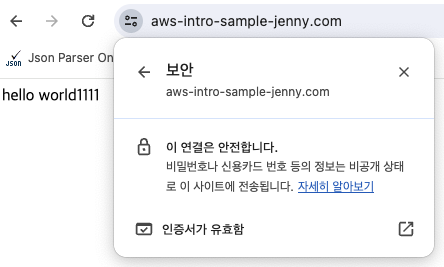 aws-intro-sample-jenny.com
JSON
Json Parser On
hello world1111
보안
aws-intro-sample-jenny.com
이 연결은 안전합니다.
비밀번호나 신용카드 번호 등의 정보는 비공개 상태
로 이 사이트에 전송됩니다. 자세히 알아보기
인증서가 유효함